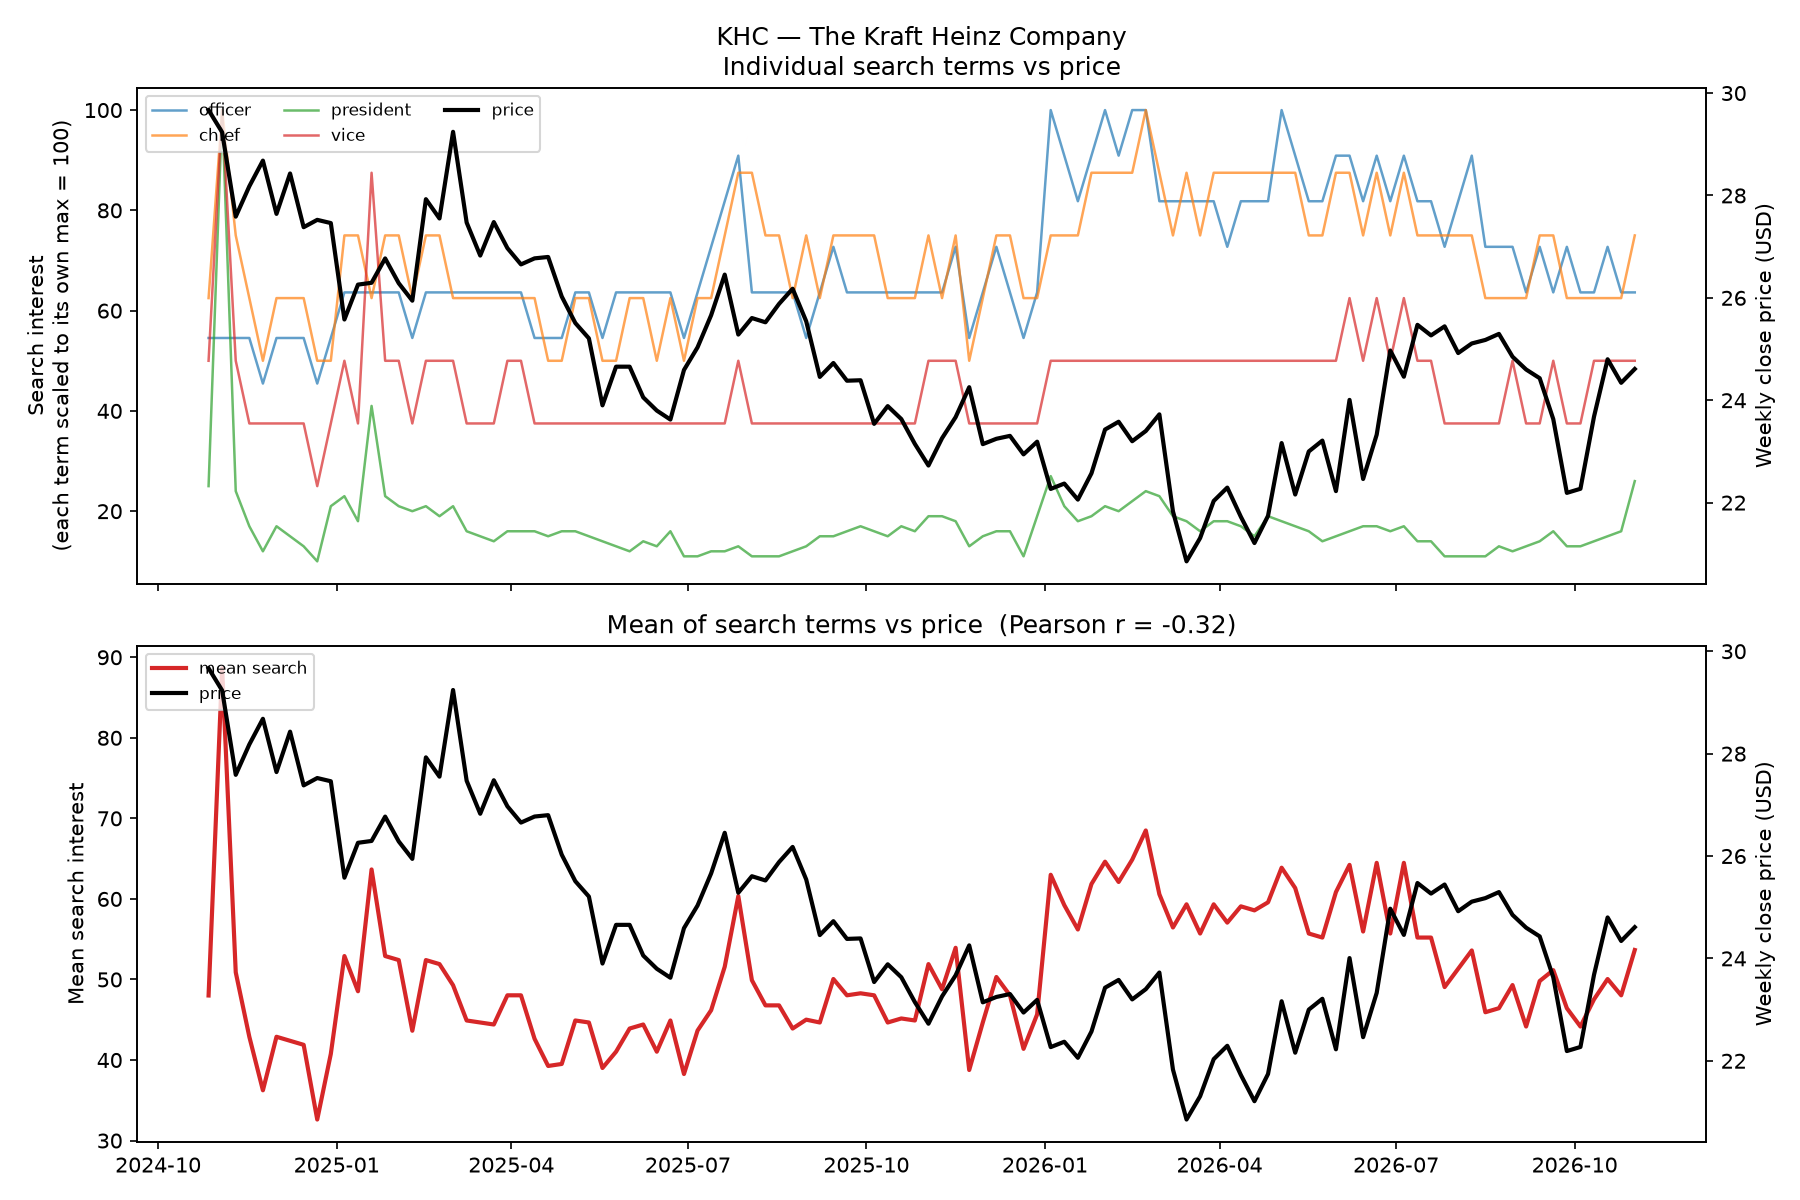 KHC — The Kraft Heinz Company
Individual search terms vs price
officer
chief
president
vice
price
100
80
60
40
20
Search interest
(each term scaled to its own max = 100)
30
28
26
24
22
Weekly close price (USD)
Mean of search terms vs price  (Pearson r = -0.32)
mean search
price
90
80
70
60
50
40
30
Mean search interest
30
28
26
24
22
Weekly close price (USD)
2024-10
2025-01
2025-04
2025-07
2025-10
2026-01
2026-04
2026-07
2026-10